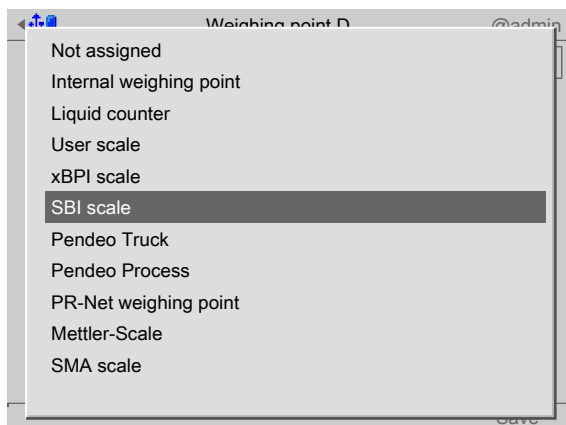 Weighing point D @admin
Not assigned
Internal weighing point
Liquid counter
User scale
xBPI scale
SBI scale
Pendeo Truck
Pendeo Process
PR-Net weighing point
Mettler-Scale
SMA scale
Save